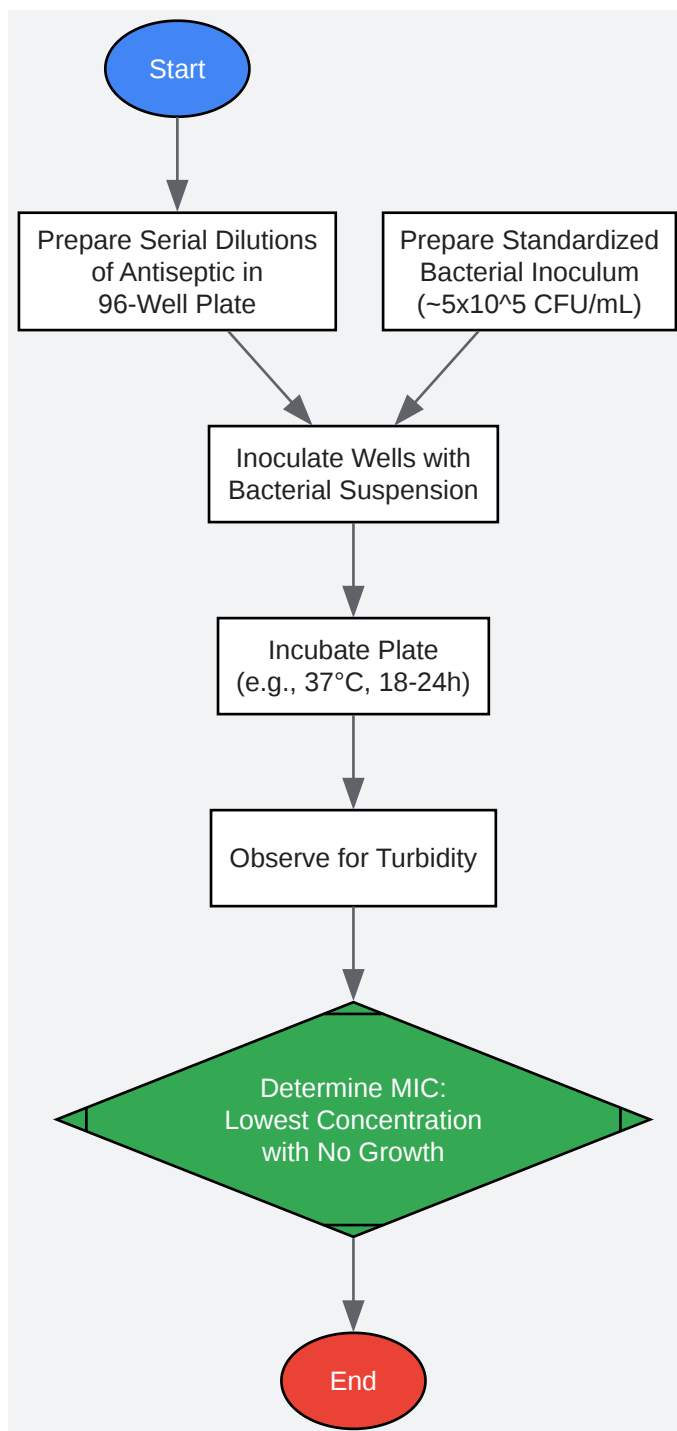 Start
Prepare Serial Dilutions
of Antiseptic in
96-Well Plate
Prepare Standardized
Bacterial Inoculum
(~5x10^5 CFU/mL)
Inoculate Wells with
Bacterial Suspension
Incubate Plate
(e.g., 37°C, 18-24h)
Observe for Turbidity
Determine MIC:
Lowest Concentration
with No Growth
End